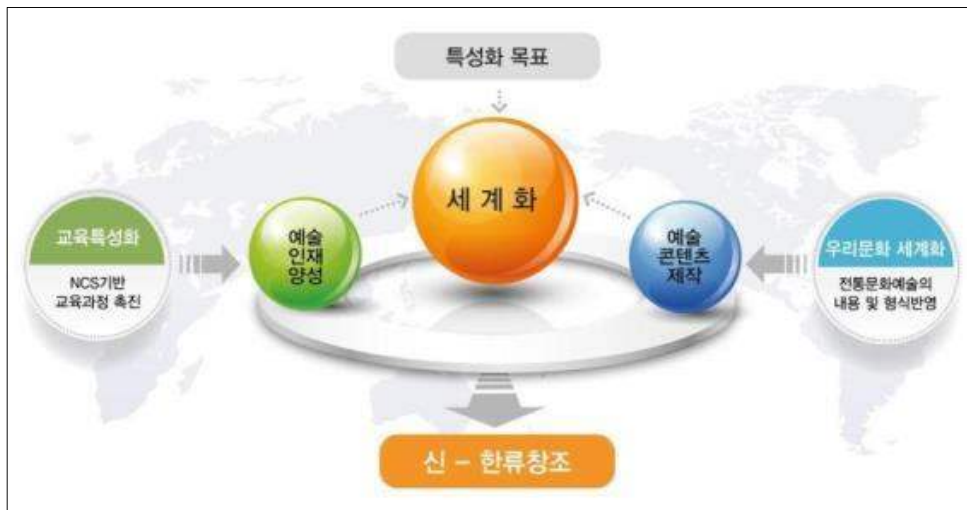 특성화 목표
세 계 화
교육특성화
NCS기반
교육과정 촉진
예술
인재
양성
예술
콘텐츠
제작
우리문화 세계화
전통문화예술의
내용 및 형식반영
신 – 한류창조